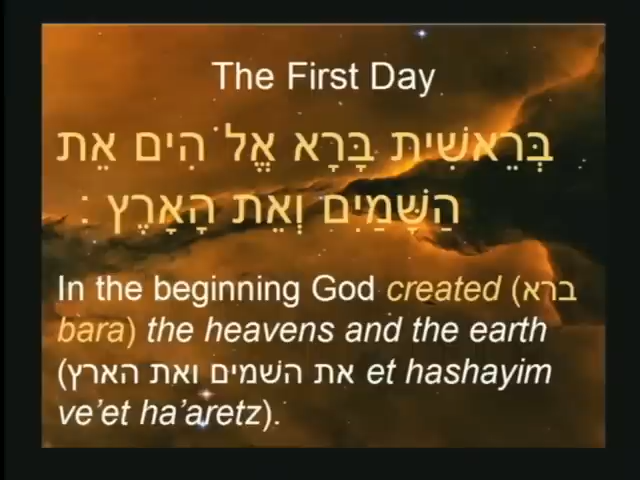 The First Day
בְּרֵאשִׁית בָּרָא אֱלֹ הִים אֵת
הַשָּׁמַיִם וְאֵת הָאָרֶץ :
In the beginning God created (ברא
bara) the heavens and the earth
(את השמים ואת הארץ et hashayim
ve’et ha’aretz).